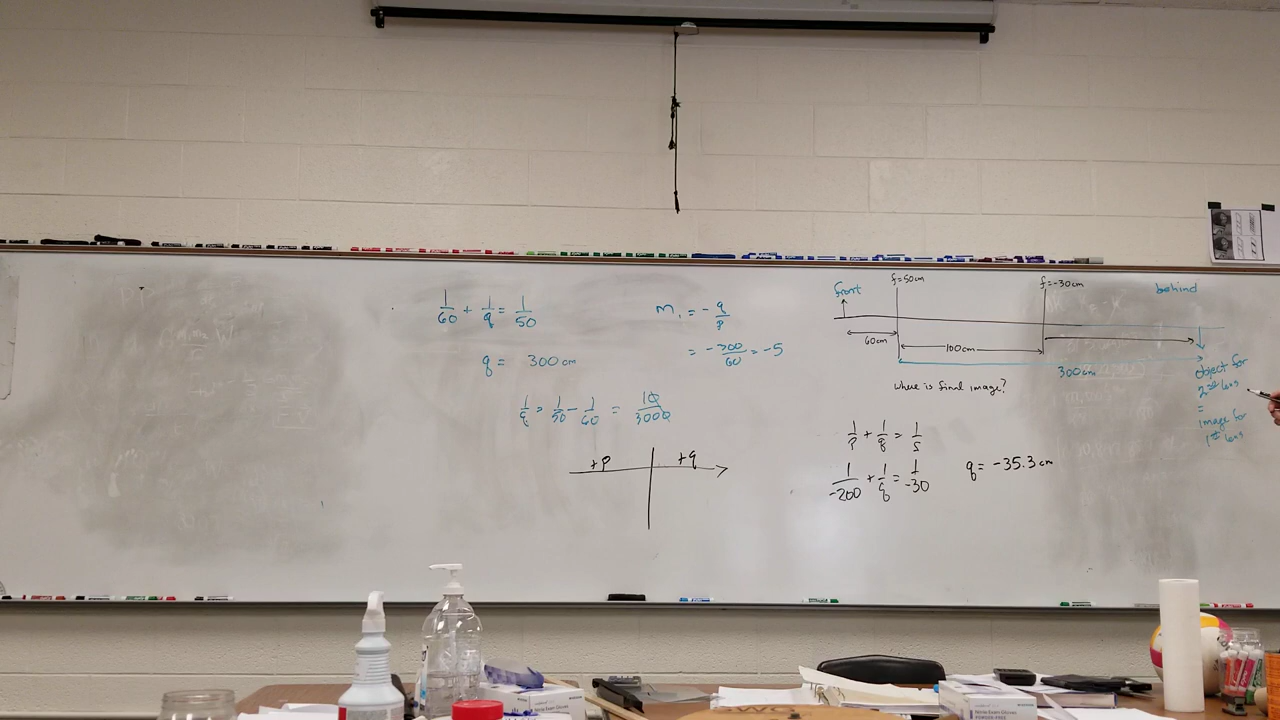 1/60 + 1/q = 1/50
q = 300 cm
1/q = 1/50 - 1/60 = 10/3000
m₁ = - q/p
= -300/60 = -5
+p +q
front
f=50cm
f=-30cm
behind
60cm
100cm
300cm
where is final image?
object for
2nd lens
=
image for
1st lens
1/p + 1/q = 1/f
1/-200 + 1/q = 1/-30
q = -35.3 cm